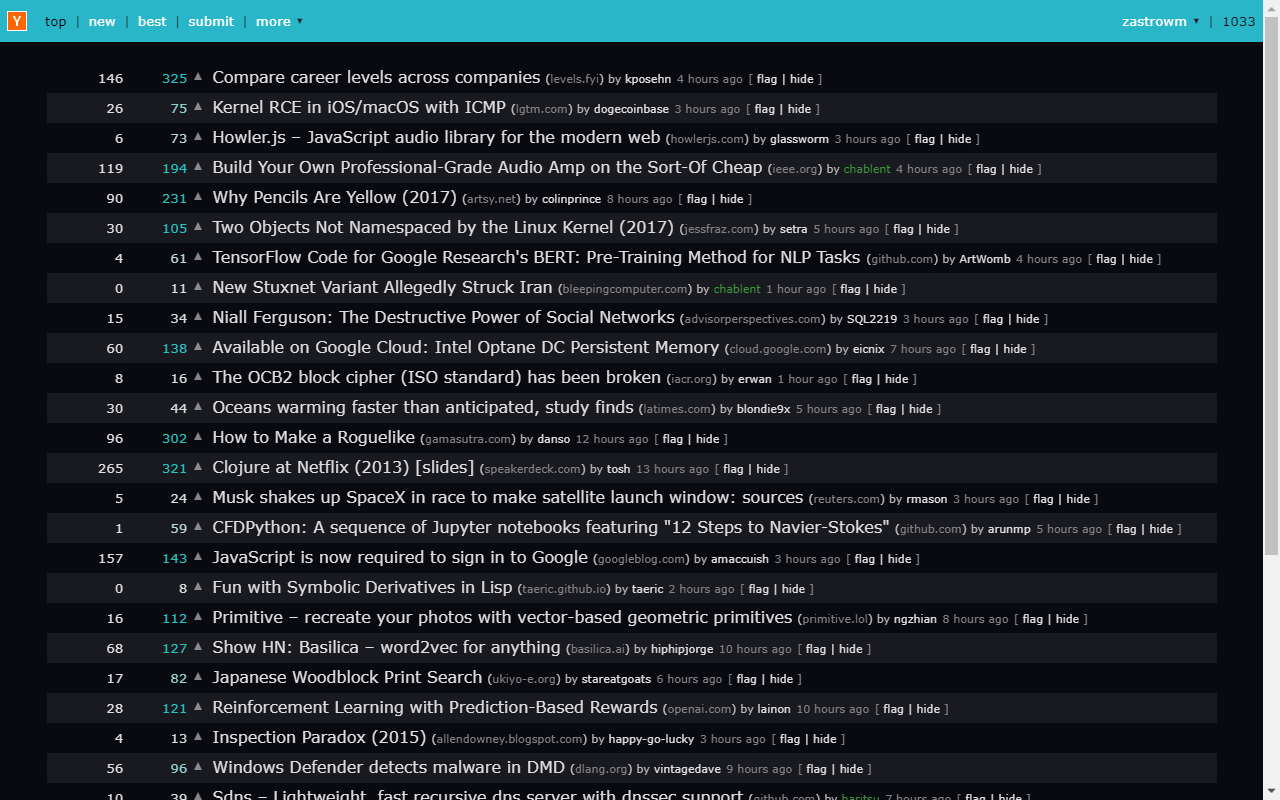 Y top | new | best | submit | more ▼ zastrowm ▼ | 1033
146 325 ▲ Compare career levels across companies (levels.fyi) by kposehn 4 hours ago [ flag | hide ]
26 75 ▲ Kernel RCE in iOS/macOS with ICMP (lgtm.com) by dogecoinbase 3 hours ago [ flag | hide ]
6 73 ▲ Howler.js – JavaScript audio library for the modern web (howlerjs.com) by glassworm 3 hours ago [ flag | hide ]
119 194 ▲ Build Your Own Professional-Grade Audio Amp on the Sort-Of Cheap (ieee.org) by chablent 4 hours ago [ flag | hide ]
90 231 ▲ Why Pencils Are Yellow (2017) (artsy.net) by colinprince 8 hours ago [ flag | hide ]
30 105 ▲ Two Objects Not Namespaced by the Linux Kernel (2017) (jessfraz.com) by setra 5 hours ago [ flag | hide ]
4 61 ▲ TensorFlow Code for Google Research's BERT: Pre-Training Method for NLP Tasks (github.com) by ArtWomb 4 hours ago [ flag | hide ]
0 11 ▲ New Stuxnet Variant Allegedly Struck Iran (bleepingcomputer.com) by chablent 1 hour ago [ flag | hide ]
15 34 ▲ Niall Ferguson: The Destructive Power of Social Networks (advisorperspectives.com) by SQL2219 3 hours ago [ flag | hide ]
60 138 ▲ Available on Google Cloud: Intel Optane DC Persistent Memory (cloud.google.com) by eicnix 7 hours ago [ flag | hide ]
8 16 ▲ The OCB2 block cipher (ISO standard) has been broken (iacr.org) by erwan 1 hour ago [ flag | hide ]
30 44 ▲ Oceans warming faster than anticipated, study finds (latimes.com) by blondie9x 5 hours ago [ flag | hide ]
96 302 ▲ How to Make a Roguelike (gamasutra.com) by danso 12 hours ago [ flag | hide ]
265 321 ▲ Clojure at Netflix (2013) [slides] (speakerdeck.com) by tosh 13 hours ago [ flag | hide ]
5 24 ▲ Musk shakes up SpaceX in race to make satellite launch window: sources (reuters.com) by rmason 3 hours ago [ flag | hide ]
1 59 ▲ CFDPython: A sequence of Jupyter notebooks featuring "12 Steps to Navier-Stokes" (github.com) by arunmp 5 hours ago [ flag | hide ]
157 143 ▲ JavaScript is now required to sign in to Google (googleblog.com) by amaccuish 3 hours ago [ flag | hide ]
0 8 ▲ Fun with Symbolic Derivatives in Lisp (taeric.github.io) by taeric 2 hours ago [ flag | hide ]
16 112 ▲ Primitive – recreate your photos with vector-based geometric primitives (primitive.lol) by ngzhian 8 hours ago [ flag | hide ]
68 127 ▲ Show HN: Basilica – word2vec for anything (basilica.ai) by hiphipjorge 10 hours ago [ flag | hide ]
17 82 ▲ Japanese Woodblock Print Search (ukiyo-e.org) by stareatgoats 6 hours ago [ flag | hide ]
28 121 ▲ Reinforcement Learning with Prediction-Based Rewards (openai.com) by lainon 10 hours ago [ flag | hide ]
4 13 ▲ Inspection Paradox (2015) (allendowney.blogspot.com) by happy-go-lucky 3 hours ago [ flag | hide ]
56 96 ▲ Windows Defender detects malware in DMD (dlang.org) by vintagedave 9 hours ago [ flag | hide ]
10 39 ▲ Sdns – Lightweight, fast recursive dns server with dnssec support (github.com) by haritsu 7 hours ago [ flag | hide ]